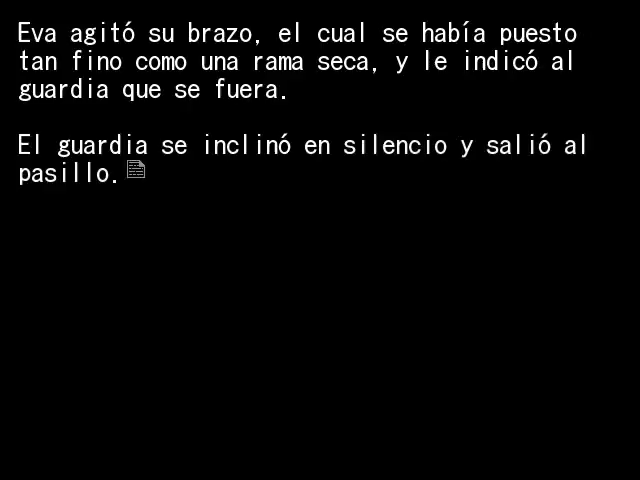 Eva agitó su brazo, el cual se había puesto
tan fino como una rama seca, y le indicó al
guardia que se fuera.
El guardia se inclinó en silencio y salió al
pasillo.